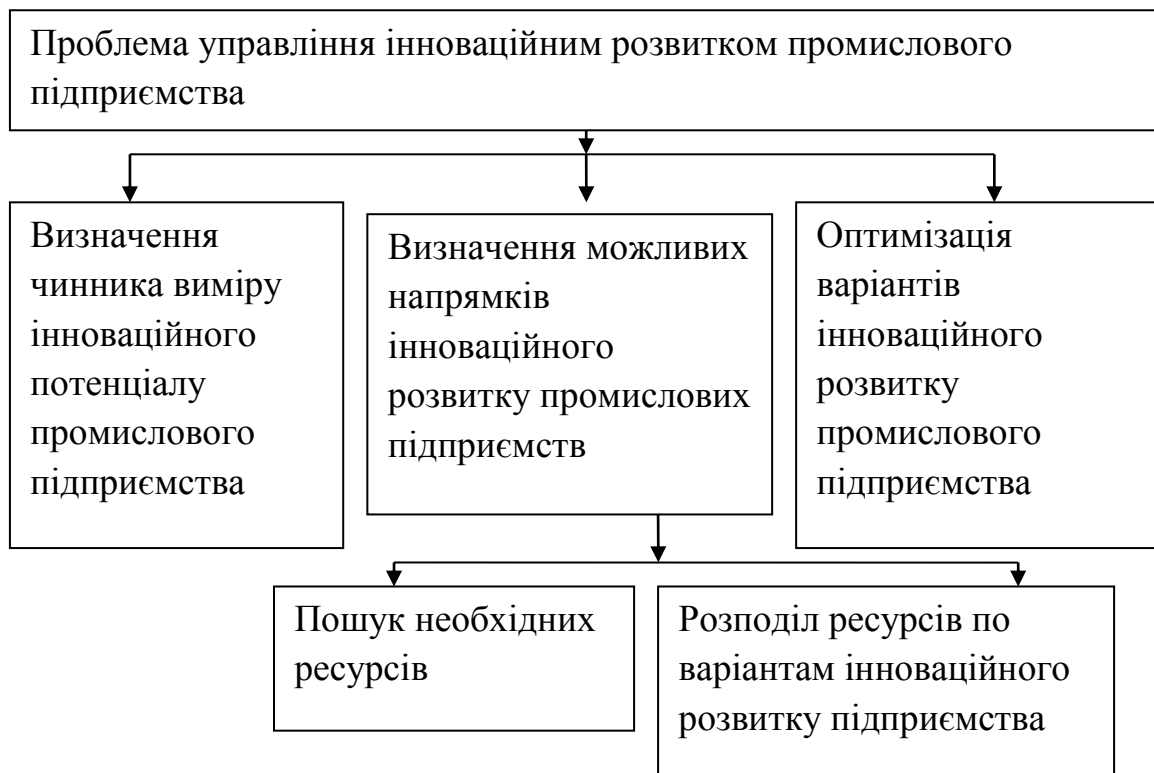 Проблема управління інноваційним розвитком промислового
підприємства
Визначення
чинника виміру
інноваційного
потенціалу
промислового
підприємства
Визначення можливих
напрямків
інноваційного
розвитку промислових
підприємств
Оптимізація
варіантів
інноваційного
розвитку
промислового
підприємства
Пошук необхідних
ресурсів
Розподіл ресурсів по
варіантам інноваційного
розвитку підприємства